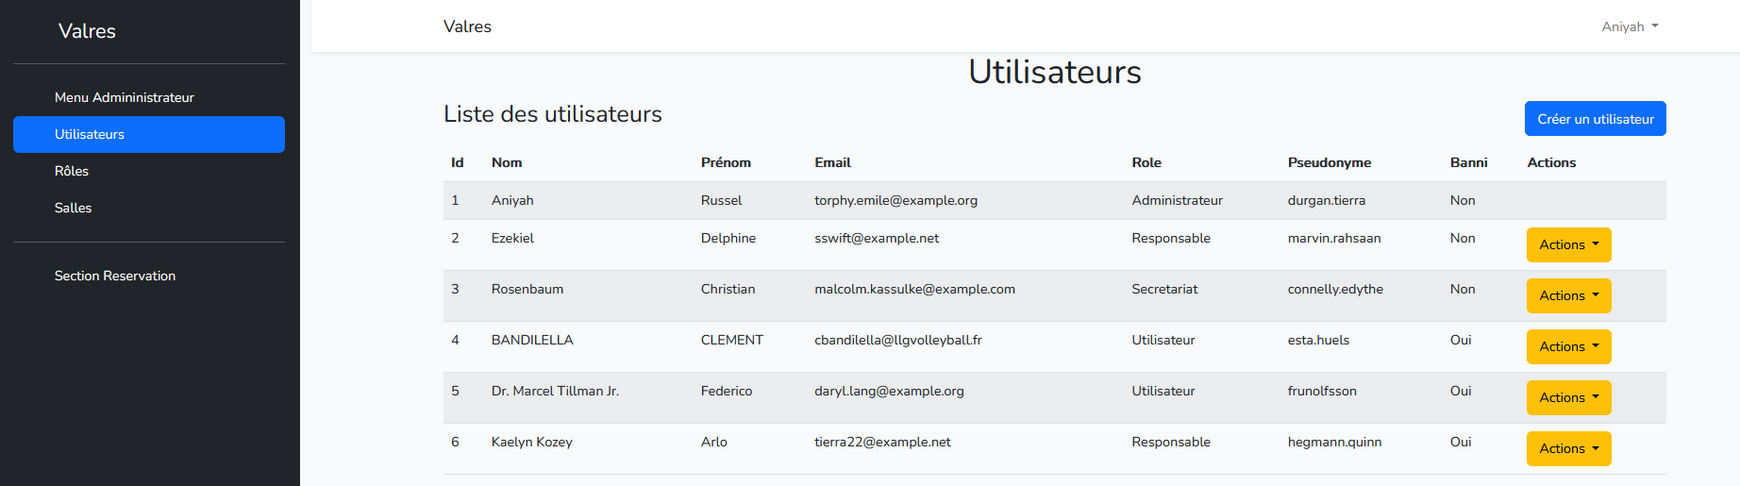 Valres
Menu Admininistrateur
Utilisateurs
Rôles
Salles
Section Reservation
Valres Aniyah
Utilisateurs
Liste des utilisateurs
Créer un utilisateur
Id Nom Prénom Email Role Pseudonyme Banni Actions
1 Aniyah Russel torphy.emile@example.org Administrateur durgan.tierra Non
2 Ezekiel Delphine sswift@example.net Responsable marvin.rahsaan Non Actions
3 Rosenbaum Christian malcolm.kassulke@example.com Secretariat connelly.edythe Non Actions
4 BANDILELLA CLEMENT cbandilella@llgvolleyball.fr Utilisateur esta.huels Oui Actions
5 Dr. Marcel Tillman Jr. Federico daryl.lang@example.org Utilisateur frunolfsson Oui Actions
6 Kaelyn Kozey Arlo tierra22@example.net Responsable hegmann.quinn Oui Actions